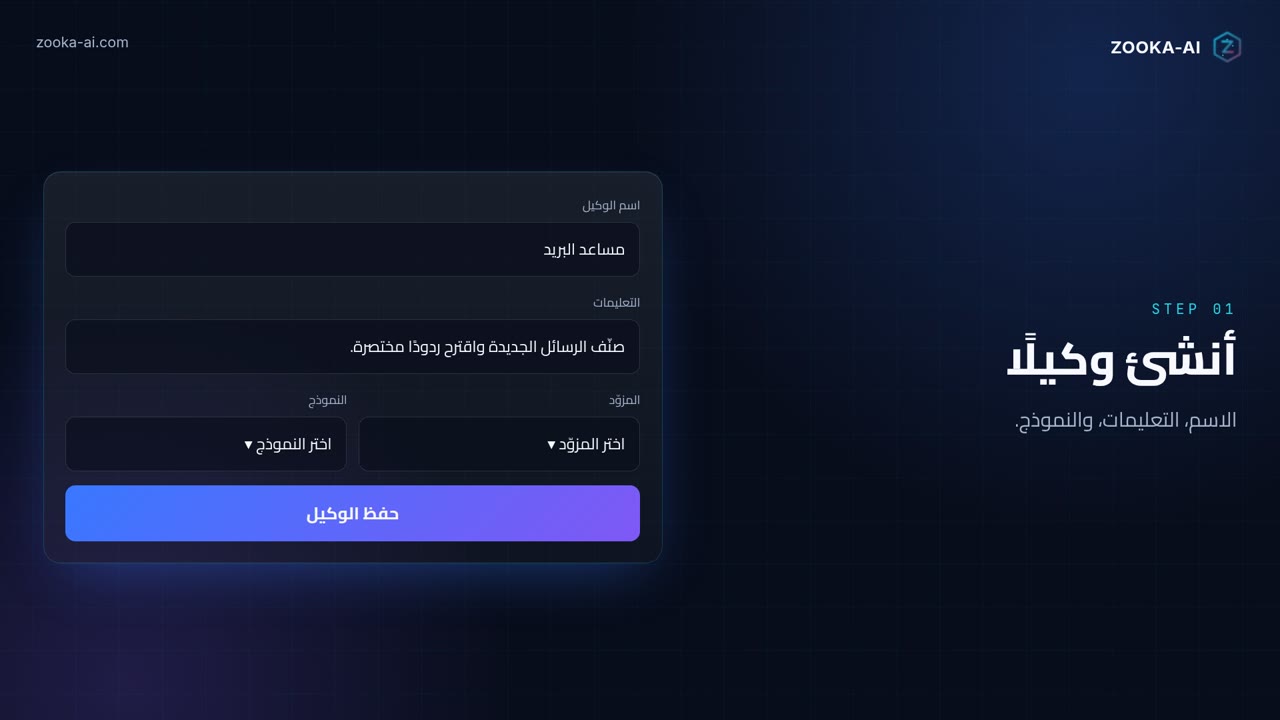 ZOOKA-AI
zooka-ai.com
STEP 01
أنشئ وكيلًا
الاسم، التعليمات، والنموذج.
اسم الوكيل
مساعد البريد
التعليمات
صنّف الرسائل الجديدة واقترح ردودًا مختصرة.
المزوّد
النموذج
اختر المزوّد ▾
اختر النموذج ▾
حفظ الوكيل